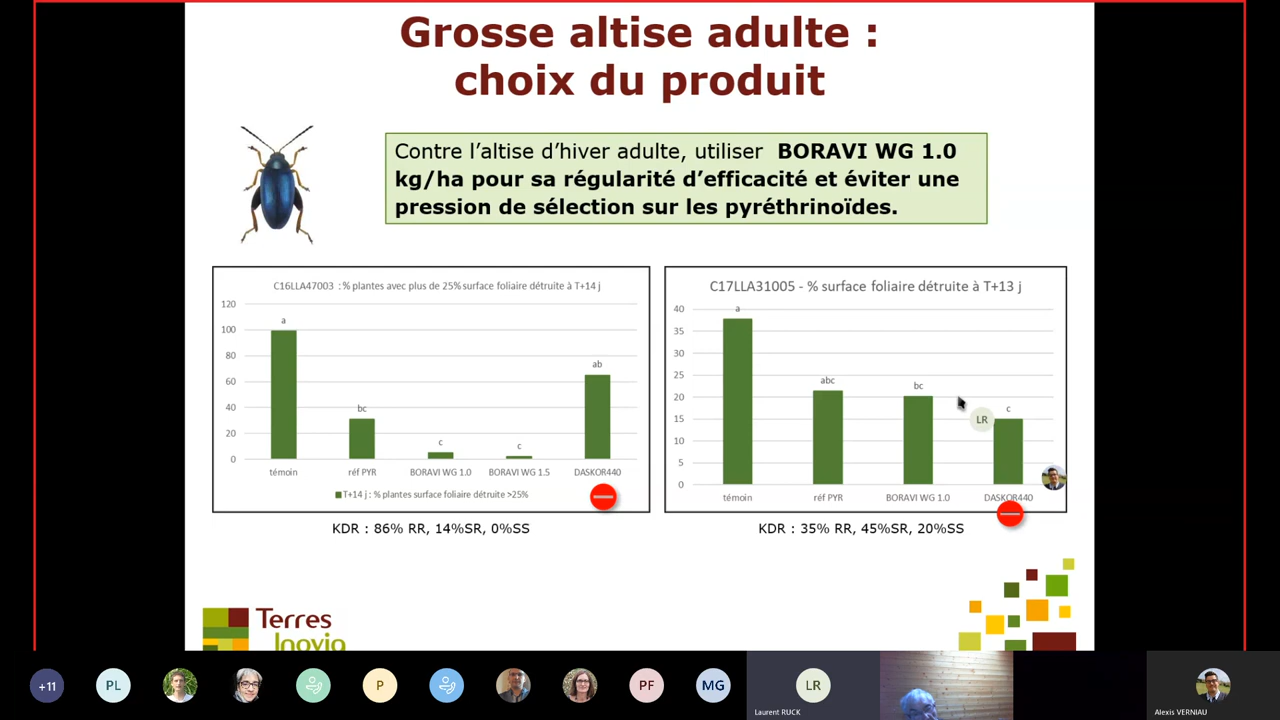 Grosse altise adulte :
choix du produit
Contre l'altise d'hiver adulte, utiliser BORAVI WG 1.0
kg/ha pour sa régularité d'efficacité et éviter une
pression de sélection sur les pyréthrinoïdes.
C16LLA47003 : % plantes avec plus de 25% surface foliaire détruite à T+14 j
120
100
80
60
40
20
0
a
bc
c
c
ab
témoin
réf PYR
BORAVI WG 1.0
BORAVI WG 1.5
DASKOR440
T+14 j : % plantes surface foliaire détruite >25%
KDR : 86% RR, 14%SR, 0%SS
C17LLA31005 - % surface foliaire détruite à T+13 j
40
35
30
25
20
15
10
5
0
a
abc
bc
c
LR
témoin
réf PYR
BORAVI WG 1.0
DASKOR440
KDR : 35% RR, 45%SR, 20%SS
Terres
Inovia
+11
PL
P
PF
MG
LR
Laurent RUCK
Alexis VERNIAU